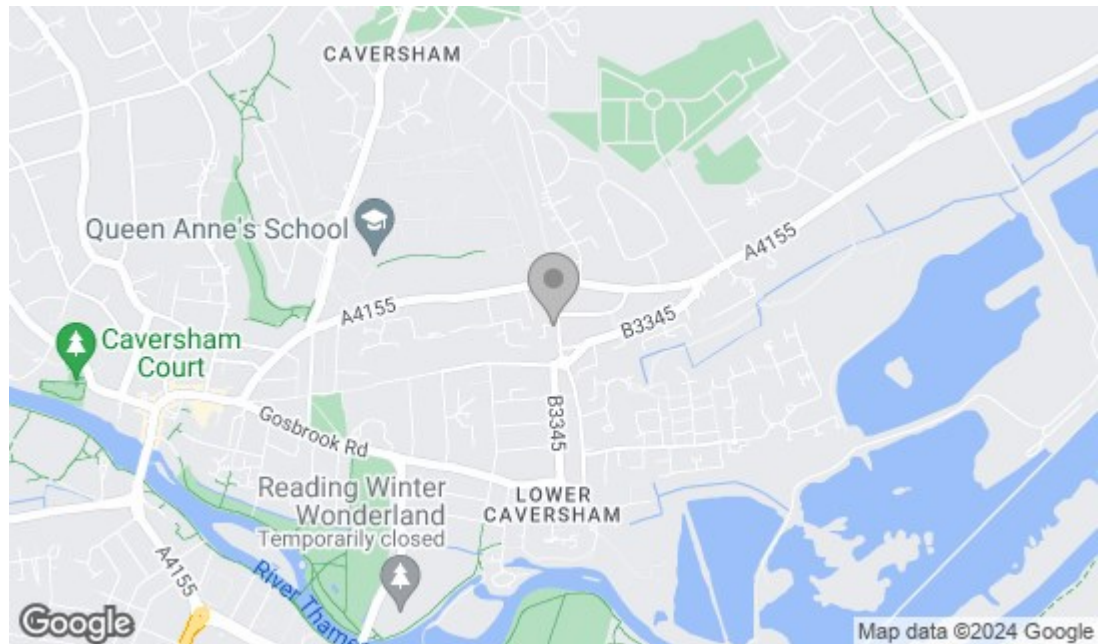 CAVERSHAM
Queen Anne's School
A4155
A4155
B3345
Caversham
Court
B3345
Gosbrook Rd
Reading Winter
Wonderland
Temporarily closed
LOWER
CAVERSHAM
A4155
River Thame
Google
Map data ©2024 Google